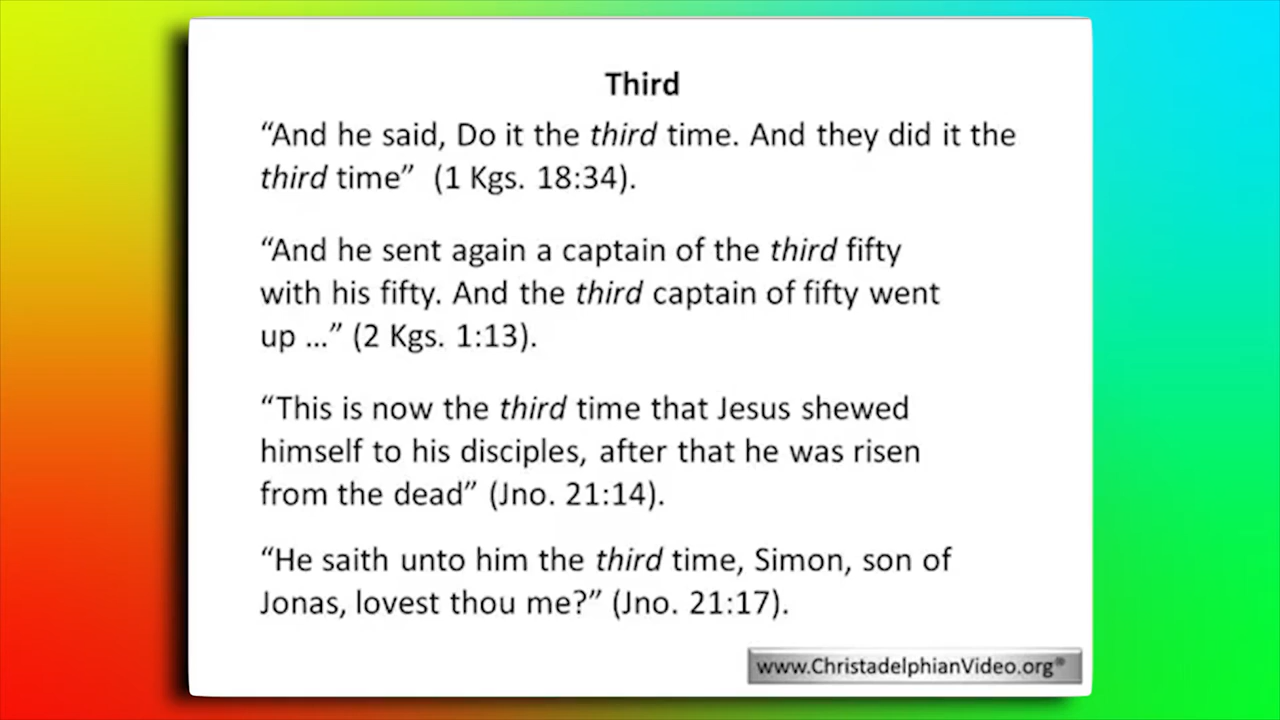 Third
“And he said, Do it the third time. And they did it the
third time”  (1 Kgs. 18:34).
“And he sent again a captain of the third fifty
with his fifty. And the third captain of fifty went
up …” (2 Kgs. 1:13).
“This is now the third time that Jesus shewed
himself to his disciples, after that he was risen
from the dead” (Jno. 21:14).
“He saith unto him the third time, Simon, son of
Jonas, lovest thou me?” (Jno. 21:17).
www.ChristadelphianVideo.org®